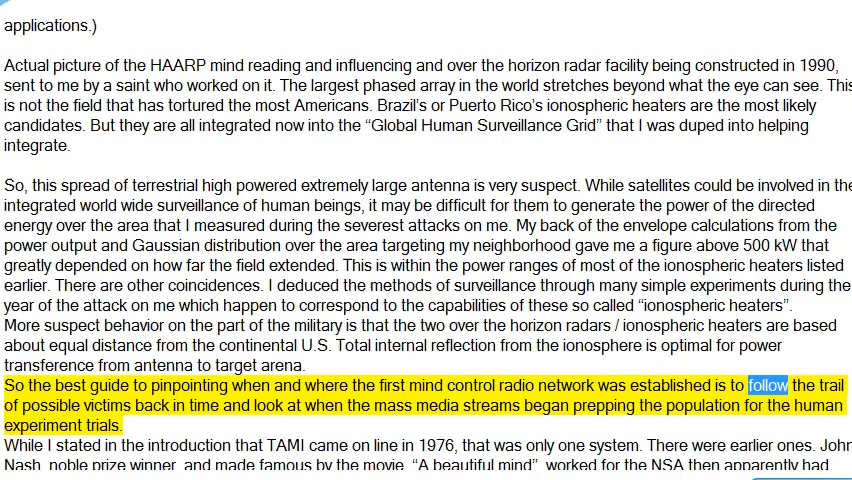 applications.)
Actual picture of the HAARP mind reading and influencing and over the horizon radar facility being constructed in 1990,
sent to me by a saint who worked on it. The largest phased array in the world stretches beyond what the eye can see. This
is not the field that has tortured the most Americans. Brazil's or Puerto Rico's ionospheric heaters are the most likely
candidates. But they are all integrated now into the “Global Human Surveillance Grid” that I was duped into helping
integrate.
So, this spread of terrestrial high powered extremely large antenna is very suspect. While satellites could be involved in the
integrated world wide surveillance of human beings, it may be difficult for them to generate the power of the directed
energy over the area that I measured during the severest attacks on me. My back of the envelope calculations from the
power output and Gaussian distribution over the area targeting my neighborhood gave me a figure above 500 kW that
greatly depended on how far the field extended. This is within the power ranges of most of the ionospheric heaters listed
earlier. There are other coincidences. I deduced the methods of surveillance through many simple experiments during the
year of the attack on me which happen to correspond to the capabilities of these so called “ionospheric heaters”.
More suspect behavior on the part of the military is that the two over the horizon radars / ionospheric heaters are based
about equal distance from the continental U.S. Total internal reflection from the ionosphere is optimal for power
transference from antenna to target arena.
So the best guide to pinpointing when and where the first mind control radio network was established is to follow the trail
of possible victims back in time and look at when the mass media streams began prepping the population for the human
experiment trials.
While I stated in the introduction that TAMI came on line in 1976, that was only one system. There were earlier ones. John
Nash, noble prize winner, and made famous by the movie, “A beautiful mind”, worked for the NSA then apparently had